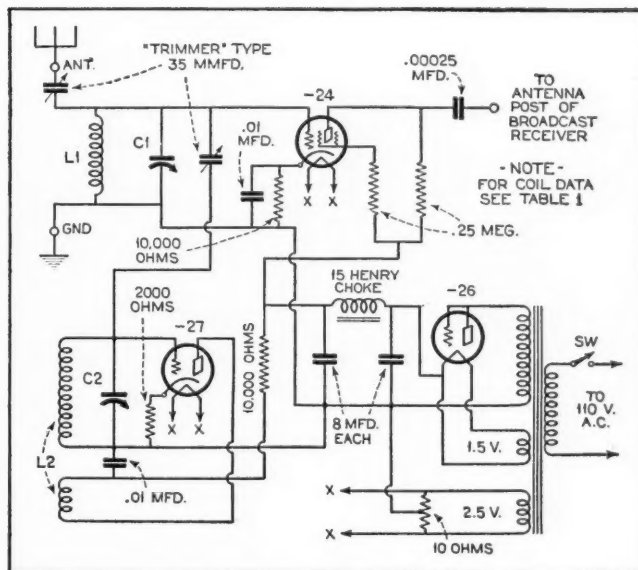 "TRIMMER" TYPE
35 MMFD.
ANT.
-24
.00025
MFD.
TO
ANTENNA
POST OF
BROADCAST
RECEIVER
-NOTE-
FOR COIL DATA
SEE TABLE 1
L1
C1
.01
MFD.
X X
GND
10,000
OHMS
.25 MEG.
15 HENRY
CHOKE
-26
2000
OHMS
-27
10,000 OHMS
SW
C2
X X
8 MFD.
EACH
TO
110 V.
A.C.
1.5 V.
L2
.01 MFD.
X
2.5 V.
X
10 OHMS